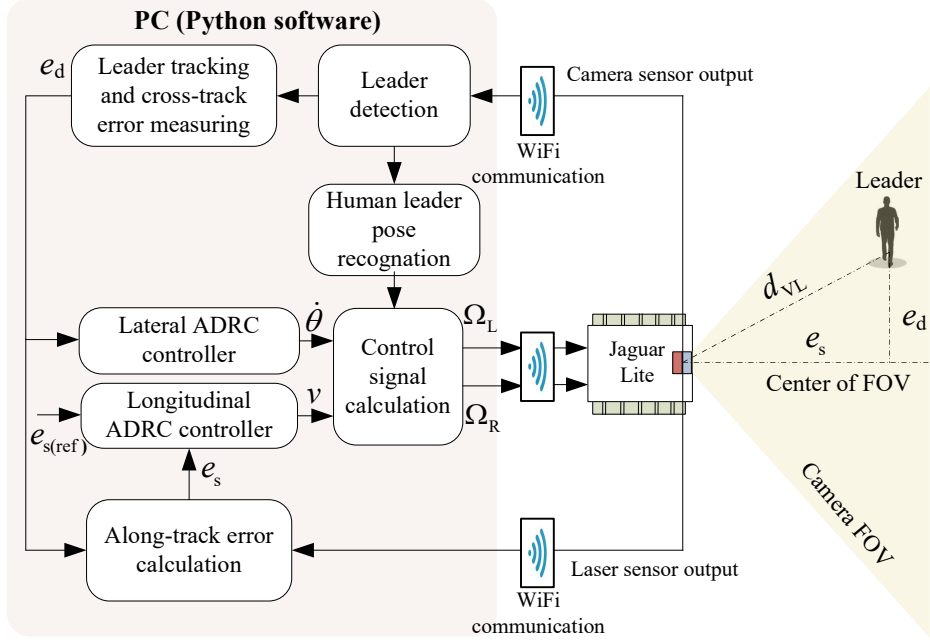 PC (Python software)
e_d
Leader tracking
and cross-track
error measuring
Leader
detection
Camera sensor output
WiFi
communication
Human leader
pose
recognation
Leader
d_VL
e_d
e_s
Center of FOV
Camera FOV
Lateral ADRC
controller
θ̇
Longitudinal
ADRC controller
v
e_s(ref)
e_s
Control
signal
calculation
Ω_L
Ω_R
Jaguar
Lite
Along-track error
calculation
Laser sensor output
WiFi
communication